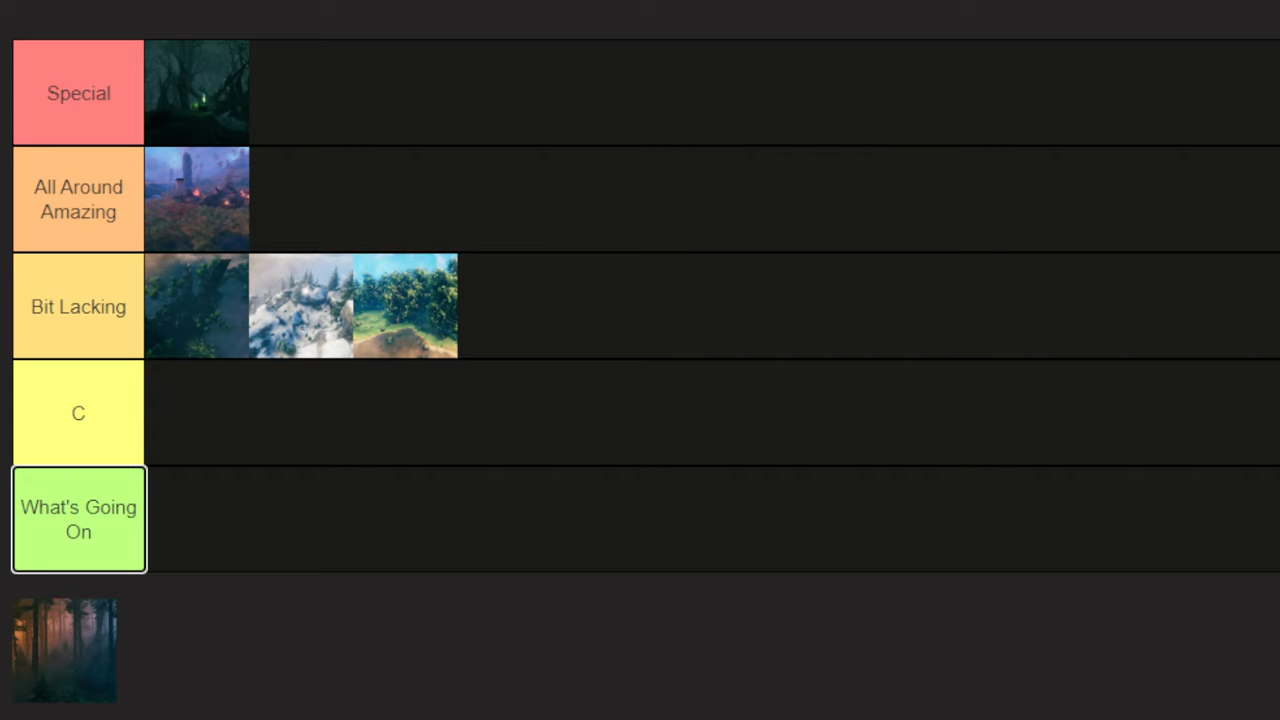 Special
All Around
Amazing
Bit Lacking
C
What's Going
On